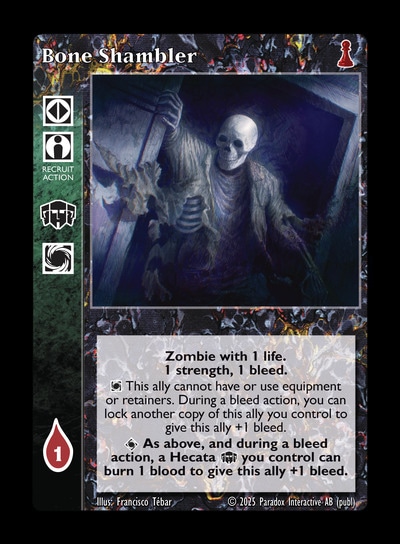 Bone Shambler
RECRUIT
ACTION
Zombie with 1 life.
1 strength, 1 bleed.
This ally cannot have or use equipment
or retainers. During a bleed action, you can
lock another copy of this ally you control to
give this ally +1 bleed.
As above, and during a bleed
action, a Hecata you control can
burn 1 blood to give this ally +1 bleed.
1
Illus: Francisco Tébar © 2025 Paradox Interactive AB (publ)